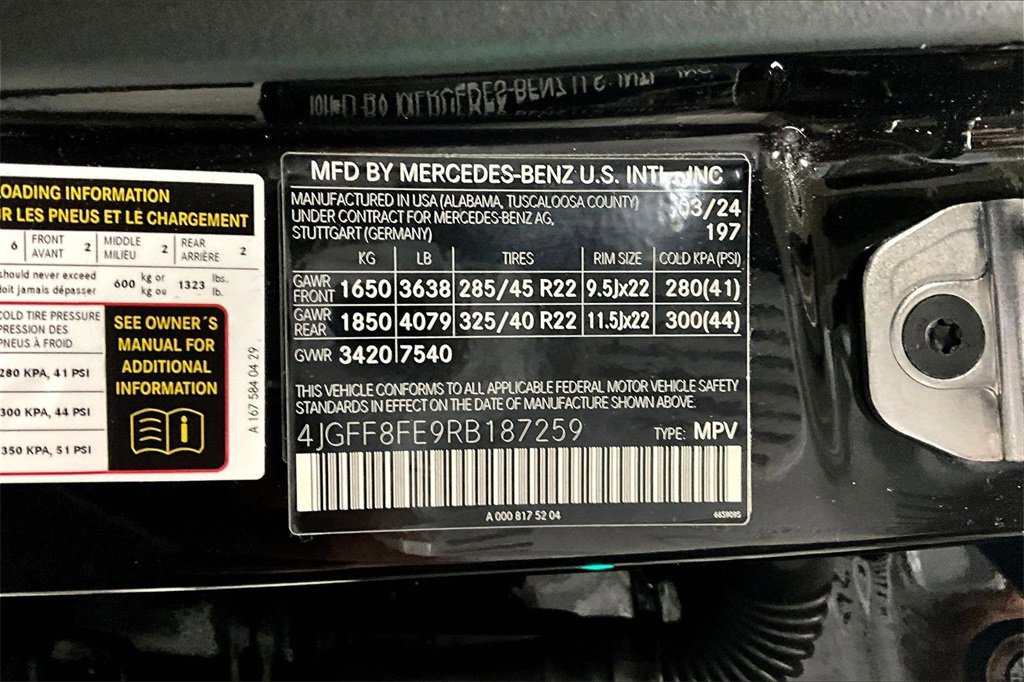 LOADING INFORMATION
R LES PNEUS ET LE CHARGEMENT
6 FRONT AVANT 2 MIDDLE MILIEU 2 REAR ARRIÈRE 2
should never exceed
doit jamais dépasser 600 kg or kg ou 1323 lbs. lb.
COLD TIRE PRESSURE
PRESSION DES
PNEUS À FROID
280 KPA, 41 PSI
300 KPA, 44 PSI
350 KPA, 51 PSI
SEE OWNER´S
MANUAL FOR
ADDITIONAL
INFORMATION
A 167 584 04 29
MFD BY MERCEDES-BENZ U.S. INTL, INC
MANUFACTURED IN USA (ALABAMA, TUSCALOOSA COUNTY) 03/24
UNDER CONTRACT FOR MERCEDES-BENZ AG, 197
STUTTGART (GERMANY)
KG LB TIRES RIM SIZE COLD KPA (PSI)
GAWR FRONT 1650 3638 285/45 R22 9.5Jx22 280(41)
GAWR REAR 1850 4079 325/40 R22 11.5Jx22 300(44)
GVWR 3420 7540
THIS VEHICLE CONFORMS TO ALL APPLICABLE FEDERAL MOTOR VEHICLE SAFETY
STANDARDS IN EFFECT ON THE DATE OF MANUFACTURE SHOWN ABOVE.
4JGFF8FE9RB187259 TYPE: MPV
A 000 817 52 04